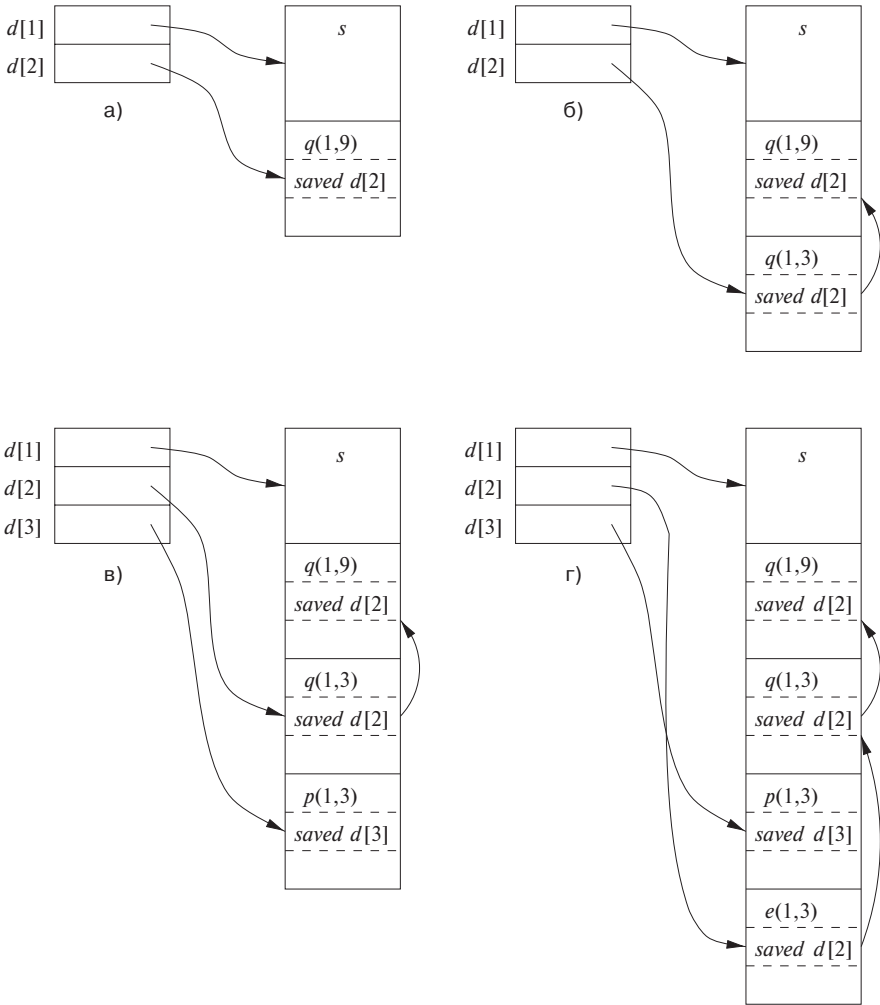 d[1]
d[2]
s
q(1,9)
saved d[2]
а)
d[1]
d[2]
s
q(1,9)
saved d[2]
q(1,3)
saved d[2]
б)
d[1]
d[2]
d[3]
s
q(1,9)
saved d[2]
q(1,3)
saved d[2]
p(1,3)
saved d[3]
в)
d[1]
d[2]
d[3]
s
q(1,9)
saved d[2]
q(1,3)
saved d[2]
p(1,3)
saved d[3]
e(1,3)
saved d[2]
г)